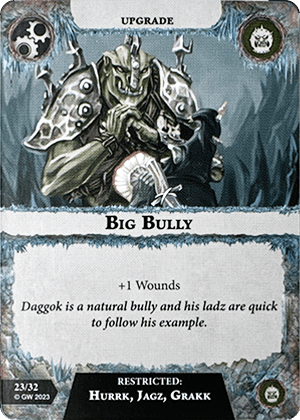 UPGRADE
BIG BULLY
+1 Wounds
Daggok is a natural bully and his ladz are quick
to follow his example.
23/32
© GW 2023
RESTRICTED:
HURRK, JAGZ, GRAKK